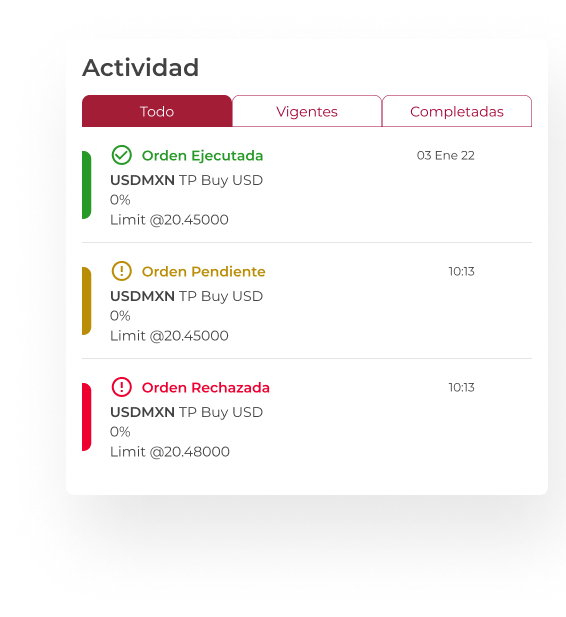 Actividad
Todo Vigentes Completadas
Orden Ejecutada 03 Ene 22
USDMXN TP Buy USD
0%
Limit @20.45000
Orden Pendiente 10:13
USDMXN TP Buy USD
0%
Limit @20.45000
Orden Rechazada 10:13
USDMXN TP Buy USD
0%
Limit @20.48000